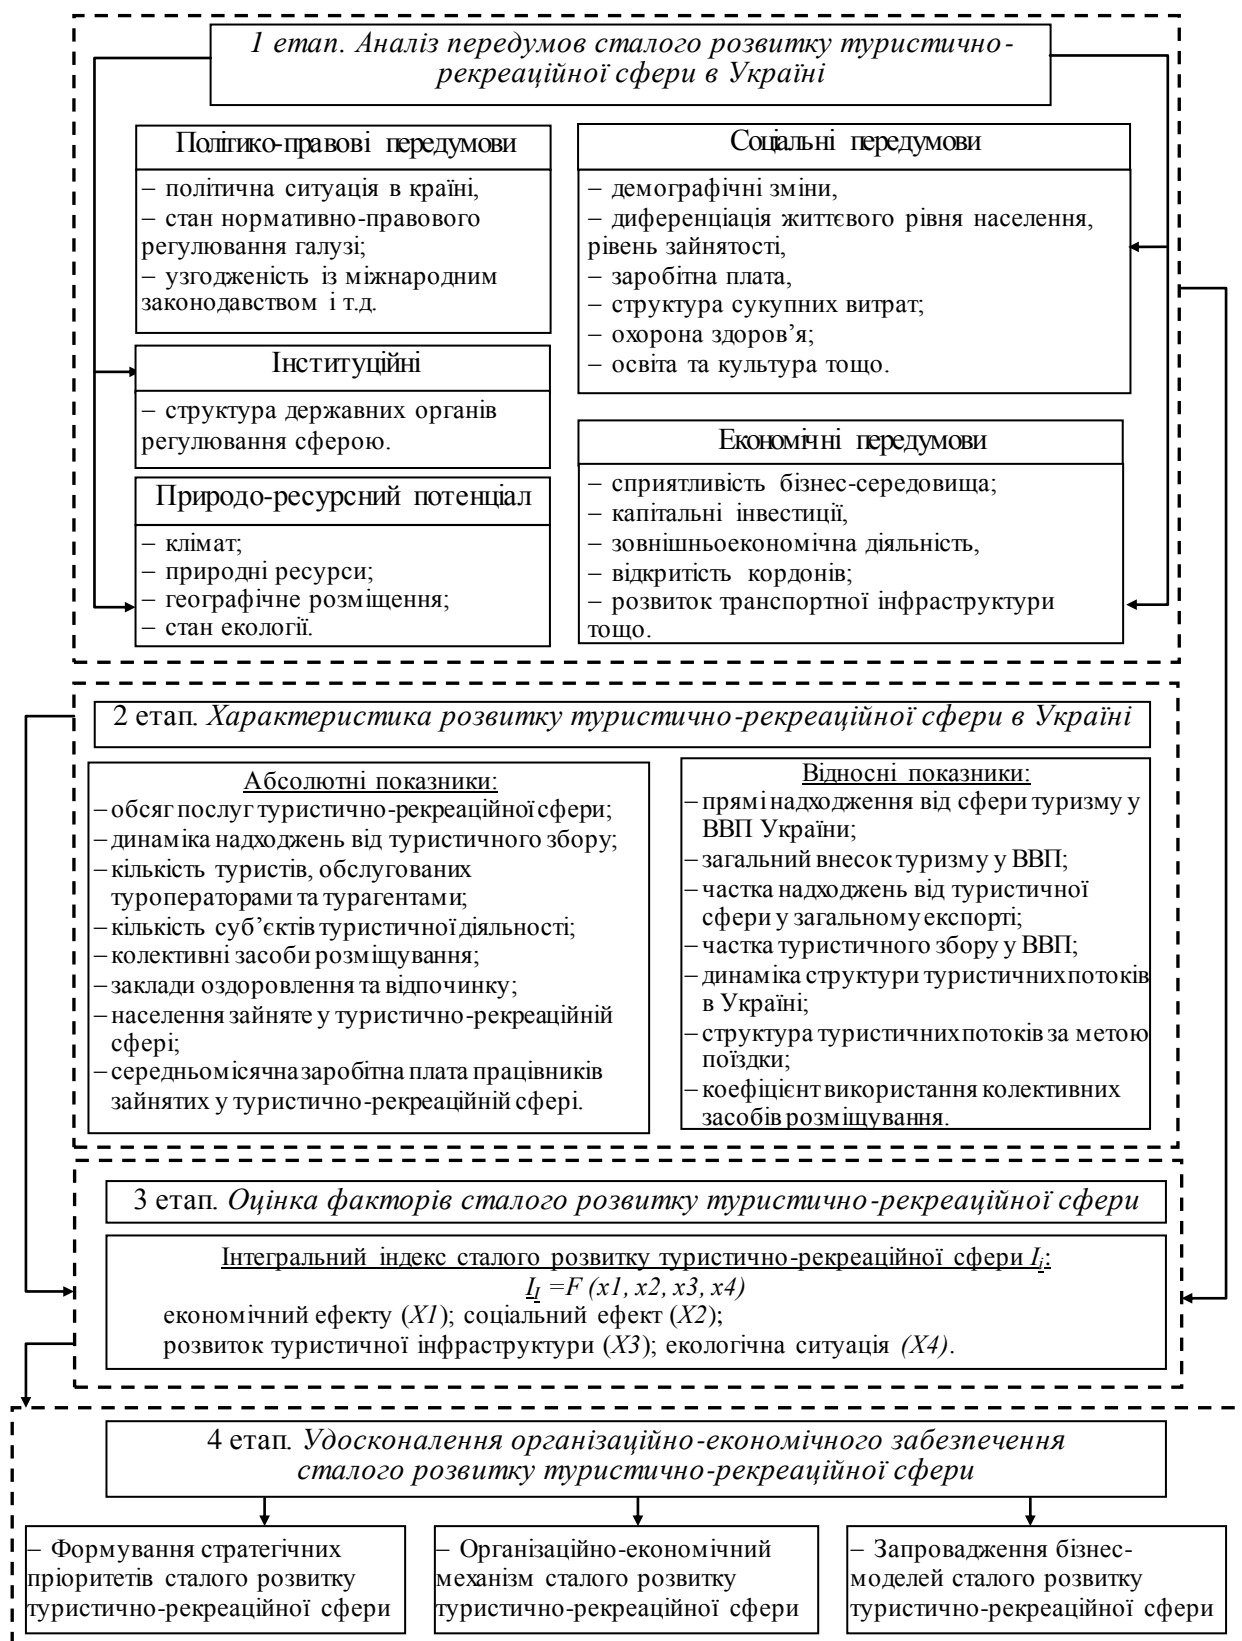 1 етап. Аналіз передумов сталого розвитку туристично-
рекреаційної сфери в Україні
Політико-правові передумови
– політична ситуація в країні,
– стан нормативно-правового
регулювання галузі;
– узгодженість із міжнародним
законодавством і т.д.
Інституційні
– структура державних органів
регулювання сферою.
Природо-ресурсний потенціал
– клімат;
– природні ресурси;
– географічне розміщення;
– стан екології.
Соціальні передумови
– демографічні зміни,
– диференціація життєвого рівня населення,
рівень зайнятості,
– заробітна плата,
– структура сукупних витрат;
– охорона здоров’я;
– освіта та культура тощо.
Економічні передумови
– сприятливість бізнес-середовища;
– капітальні інвестиції,
– зовнішньоекономічна діяльність,
– відкритість кордонів;
– розвиток транспортної інфраструктури
тощо.
2 етап. Характеристика розвитку туристично-рекреаційної сфери в Україні
Абсолютні показники:
– обсяг послуг туристично-рекреаційної сфери;
– динаміка надходжень від туристичного збору;
– кількість туристів, обслугованих
туроператорами та турагентами;
– кількість суб’єктів туристичної діяльності;
– колективні засоби розміщування;
– заклади оздоровлення та відпочинку;
– населення зайняте у туристично-рекреаційній
сфері;
– середньомісячна заробітна плата працівників
зайнятих у туристично-рекреаційній сфері.
Відносні показники:
– прямі надходження від сфери туризму у
ВВП України;
– загальний внесок туризму у ВВП;
– частка надходжень від туристичної
сфери у загальному експорті;
– частка туристичного збору у ВВП;
– динаміка структури туристичних потоків
в Україні;
– структура туристичних потоків за метою
поїздки;
– коефіцієнт використання колективних
засобів розміщування.
3 етап. Оцінка факторів сталого розвитку туристично-рекреаційної сфери
Інтегральний індекс сталого розвитку туристично-рекреаційної сфери Ii:
II =F (x1, x2, x3, x4)
економічний ефекту (X1); соціальний ефект (X2);
розвиток туристичної інфраструктури (X3); екологічна ситуація (X4).
4 етап. Удосконалення організаційно-економічного забезпечення
сталого розвитку туристично-рекреаційної сфери
– Формування стратегічних
пріоритетів сталого розвитку
туристично-рекреаційної сфери
– Організаційно-економічний
механізм сталого розвитку
туристично-рекреаційної сфери
– Запровадження бізнес-
моделей сталого розвитку
туристично-рекреаційної сфери